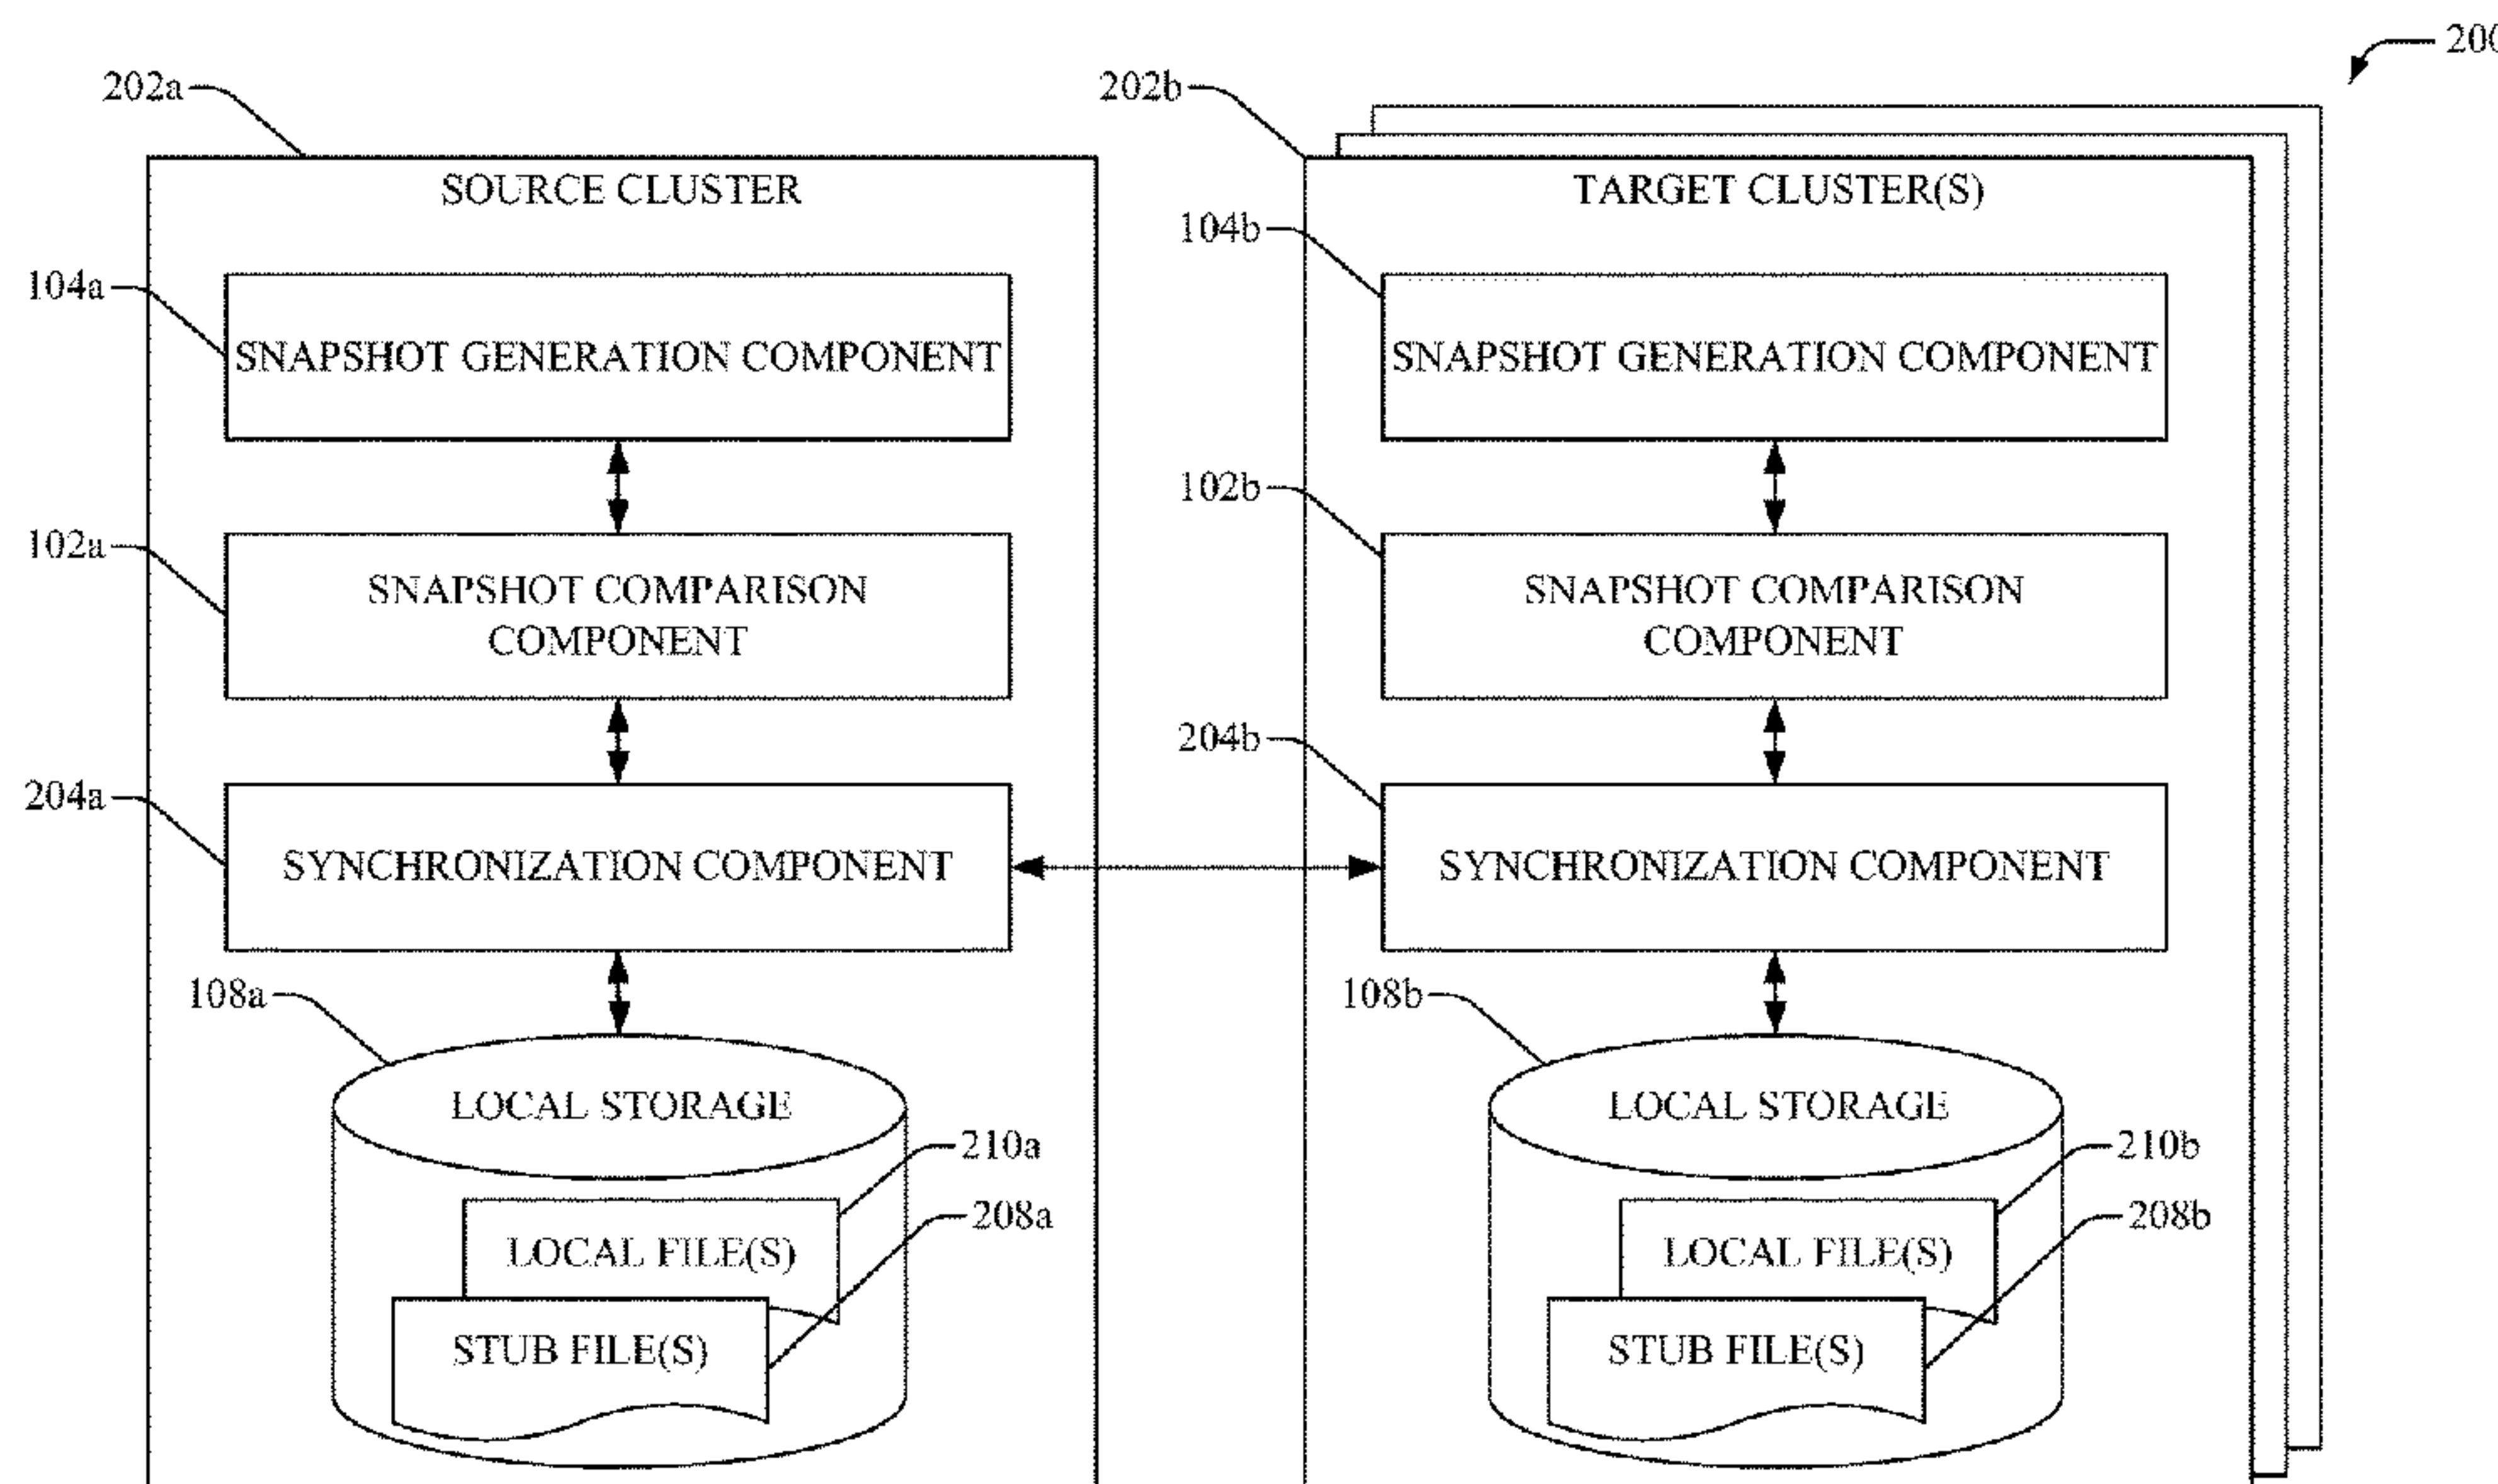 200
202a
202b
SOURCE CLUSTER
TARGET CLUSTER(S)
104b
104a
SNAPSHOT GENERATION COMPONENT
SNAPSHOT GENERATION COMPONENT
102b
102a
SNAPSHOT COMPARISON
COMPONENT
SNAPSHOT COMPARISON
COMPONENT
204b
204a
SYNCHRONIZATION COMPONENT
SYNCHRONIZATION COMPONENT
108a
108b
LOCAL STORAGE
LOCAL STORAGE
210a
210b
208a
208b
LOCAL FILE(S)
LOCAL FILE(S)
STUB FILE(S)
STUB FILE(S)